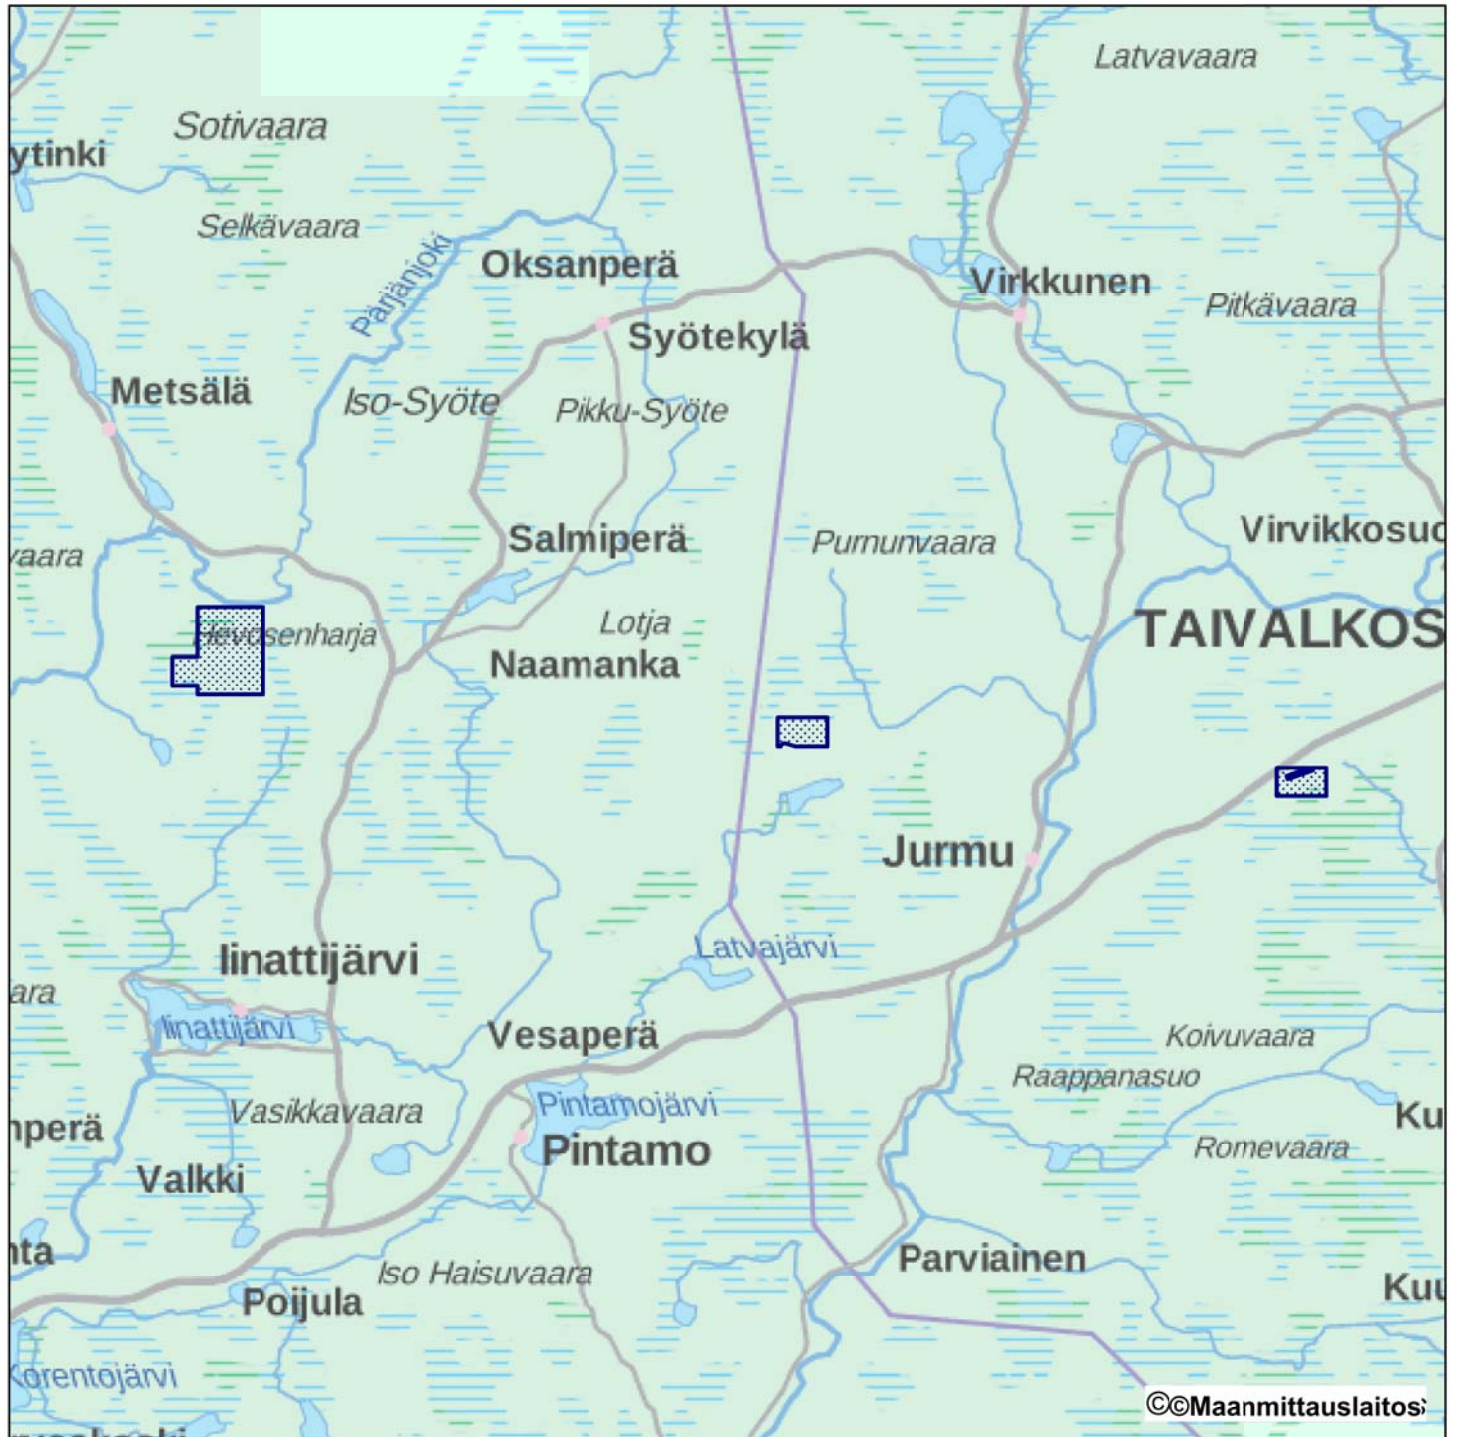 Latvavaara
Sotivaara
ytinki
Selkävaara
Pärjänjoki
Oksanperä
Virkkunen
Pitkävaara
Syötekylä
Metsälä
Iso-Syöte
Pikku-Syöte
Salmiperä
Purnunvaara
Virvikkosuo
vaara
Hevosenharja
Lotja
TAIVALKOS
Naamanka
Jurmu
Latvajärvi
Iinattijärvi
ara
Iinattijärvi
Vesaperä
Koivuvaara
Raappanasuo
Pintamojärvi
Vasikkavaara
Ku
nperä
Romevaara
Pintamo
Valkki
nta
Parviainen
Iso Haisuvaara
Kuu
Poijula
Korentojärvi
©©Maanmittauslaitos